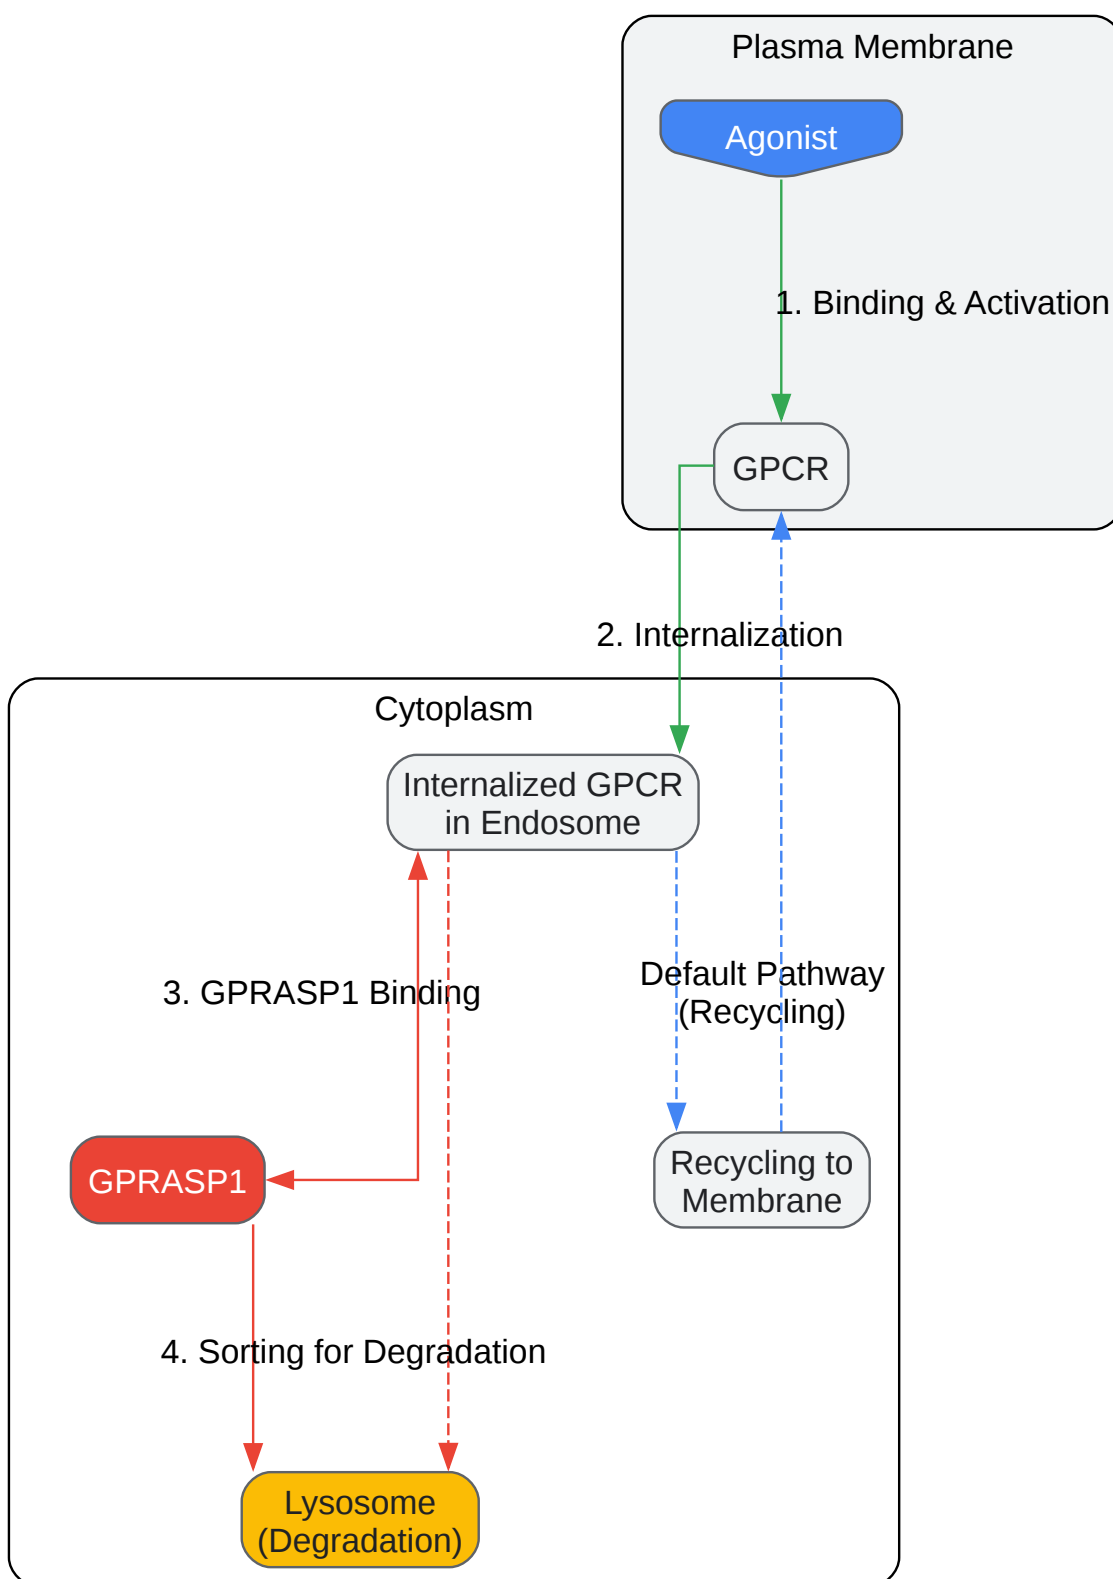 Plasma Membrane
Agonist
1. Binding & Activation
GPCR
2. Internalization
Cytoplasm
Internalized GPCR
in Endosome
3. GPRASP1 Binding
Default Pathway
(Recycling)
GPRASP1
Recycling to
Membrane
4. Sorting for Degradation
Lysosome
(Degradation)